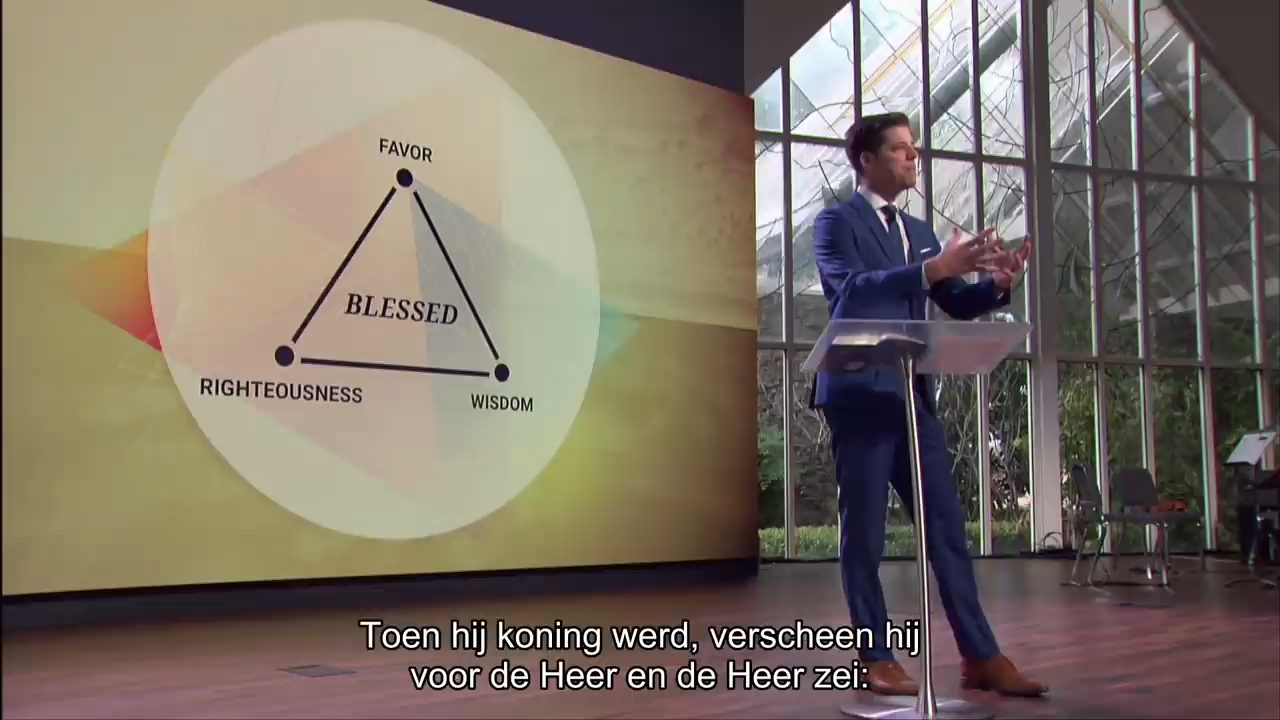 FAVOR
BLESSED
RIGHTEOUSNESS
WISDOM
Toen hij koning werd, verscheen hij
voor de Heer en de Heer zei: